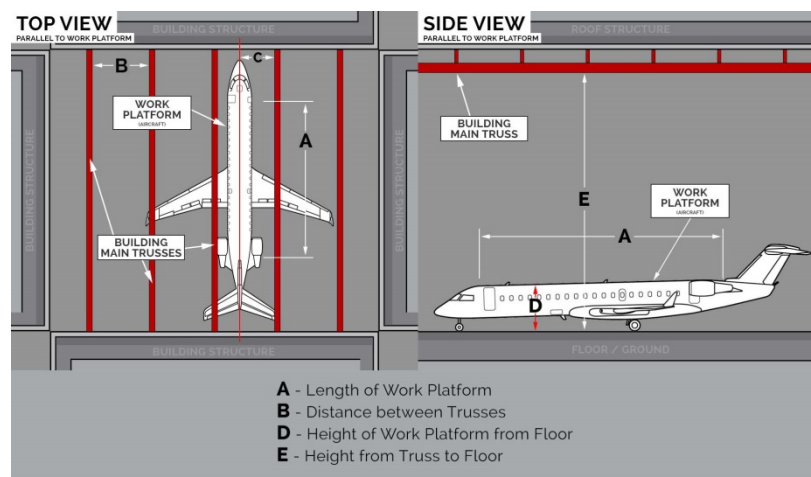 TOP VIEW
PARALLEL TO WORK PLATFORM
BUILDING STRUCTURE
B
C
WORK
PLATFORM
(AIRCRAFT)
A
BUILDING STRUCTURE
BUILDING STRUCTURE
BUILDING
MAIN TRUSSES
BUILDING STRUCTURE
SIDE VIEW
PARALLEL TO WORK PLATFORM
ROOF STRUCTURE
BUILDING
MAIN TRUSS
E
WORK
PLATFORM
(AIRCRAFT)
A
D
FLOOR / GROUND
A - Length of Work Platform
B - Distance between Trusses
D - Height of Work Platform from Floor
E - Height from Truss to Floor